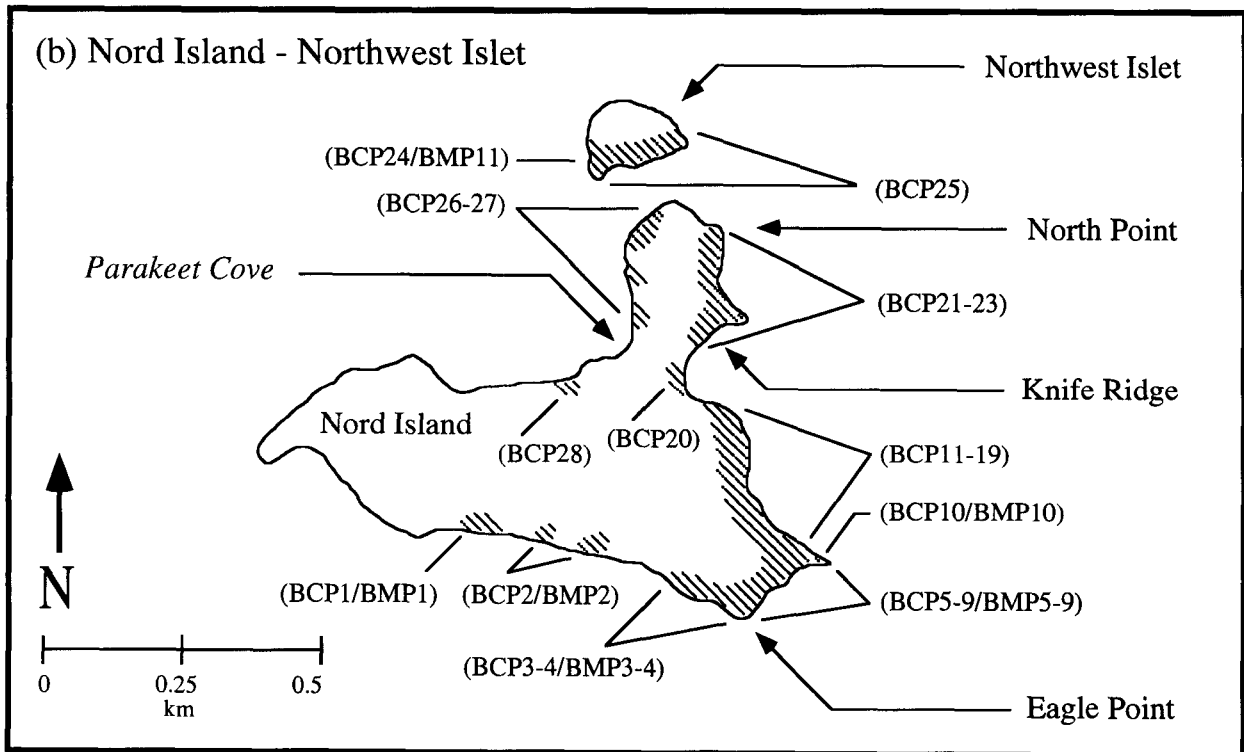 (b) Nord Island - Northwest Islet
Northwest Islet
(BCP24/BMP11)
(BCP25)
(BCP26-27)
North Point
Parakeet Cove
(BCP21-23)
Knife Ridge
Nord Island
(BCP28)
(BCP20)
(BCP11-19)
(BCP10/BMP10)
N
(BCP1/BMP1)
(BCP2/BMP2)
(BCP5-9/BMP5-9)
(BCP3-4/BMP3-4)
0 0.25 0.5
km
Eagle Point